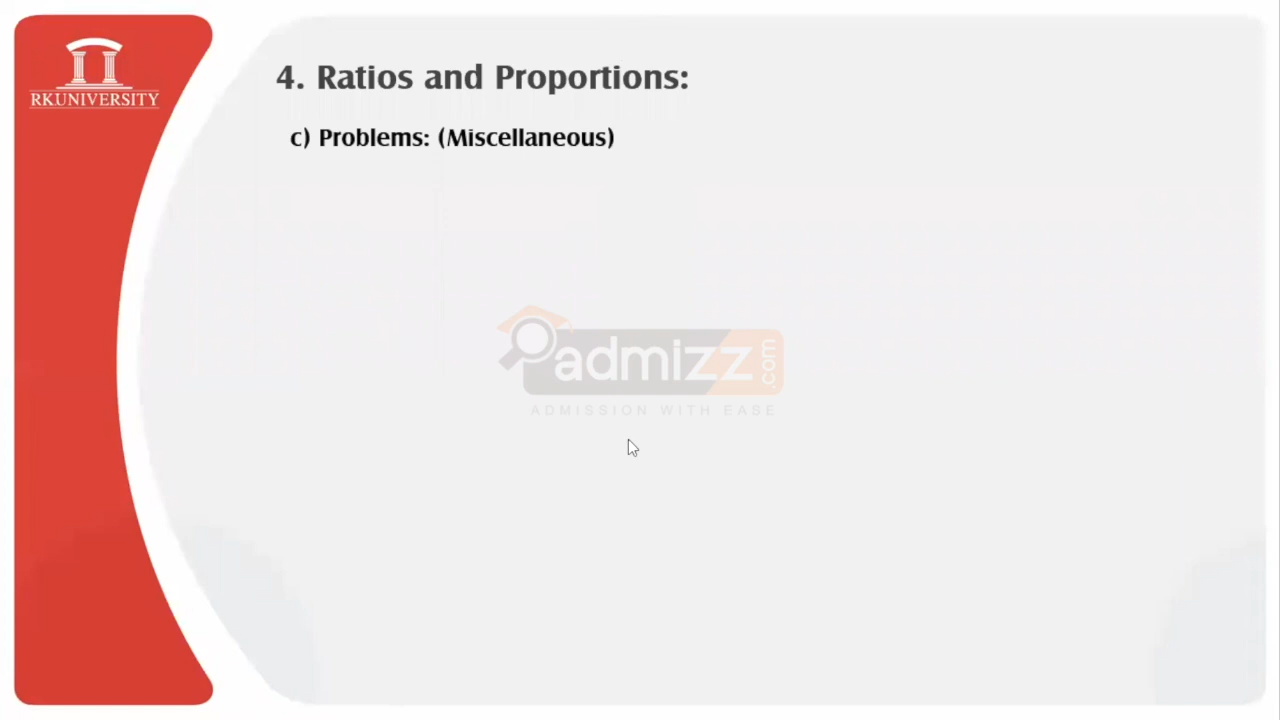 RKUNIVERSITY
4. Ratios and Proportions:
c) Problems: (Miscellaneous)
admizz.com
ADMISSION WITH EASE